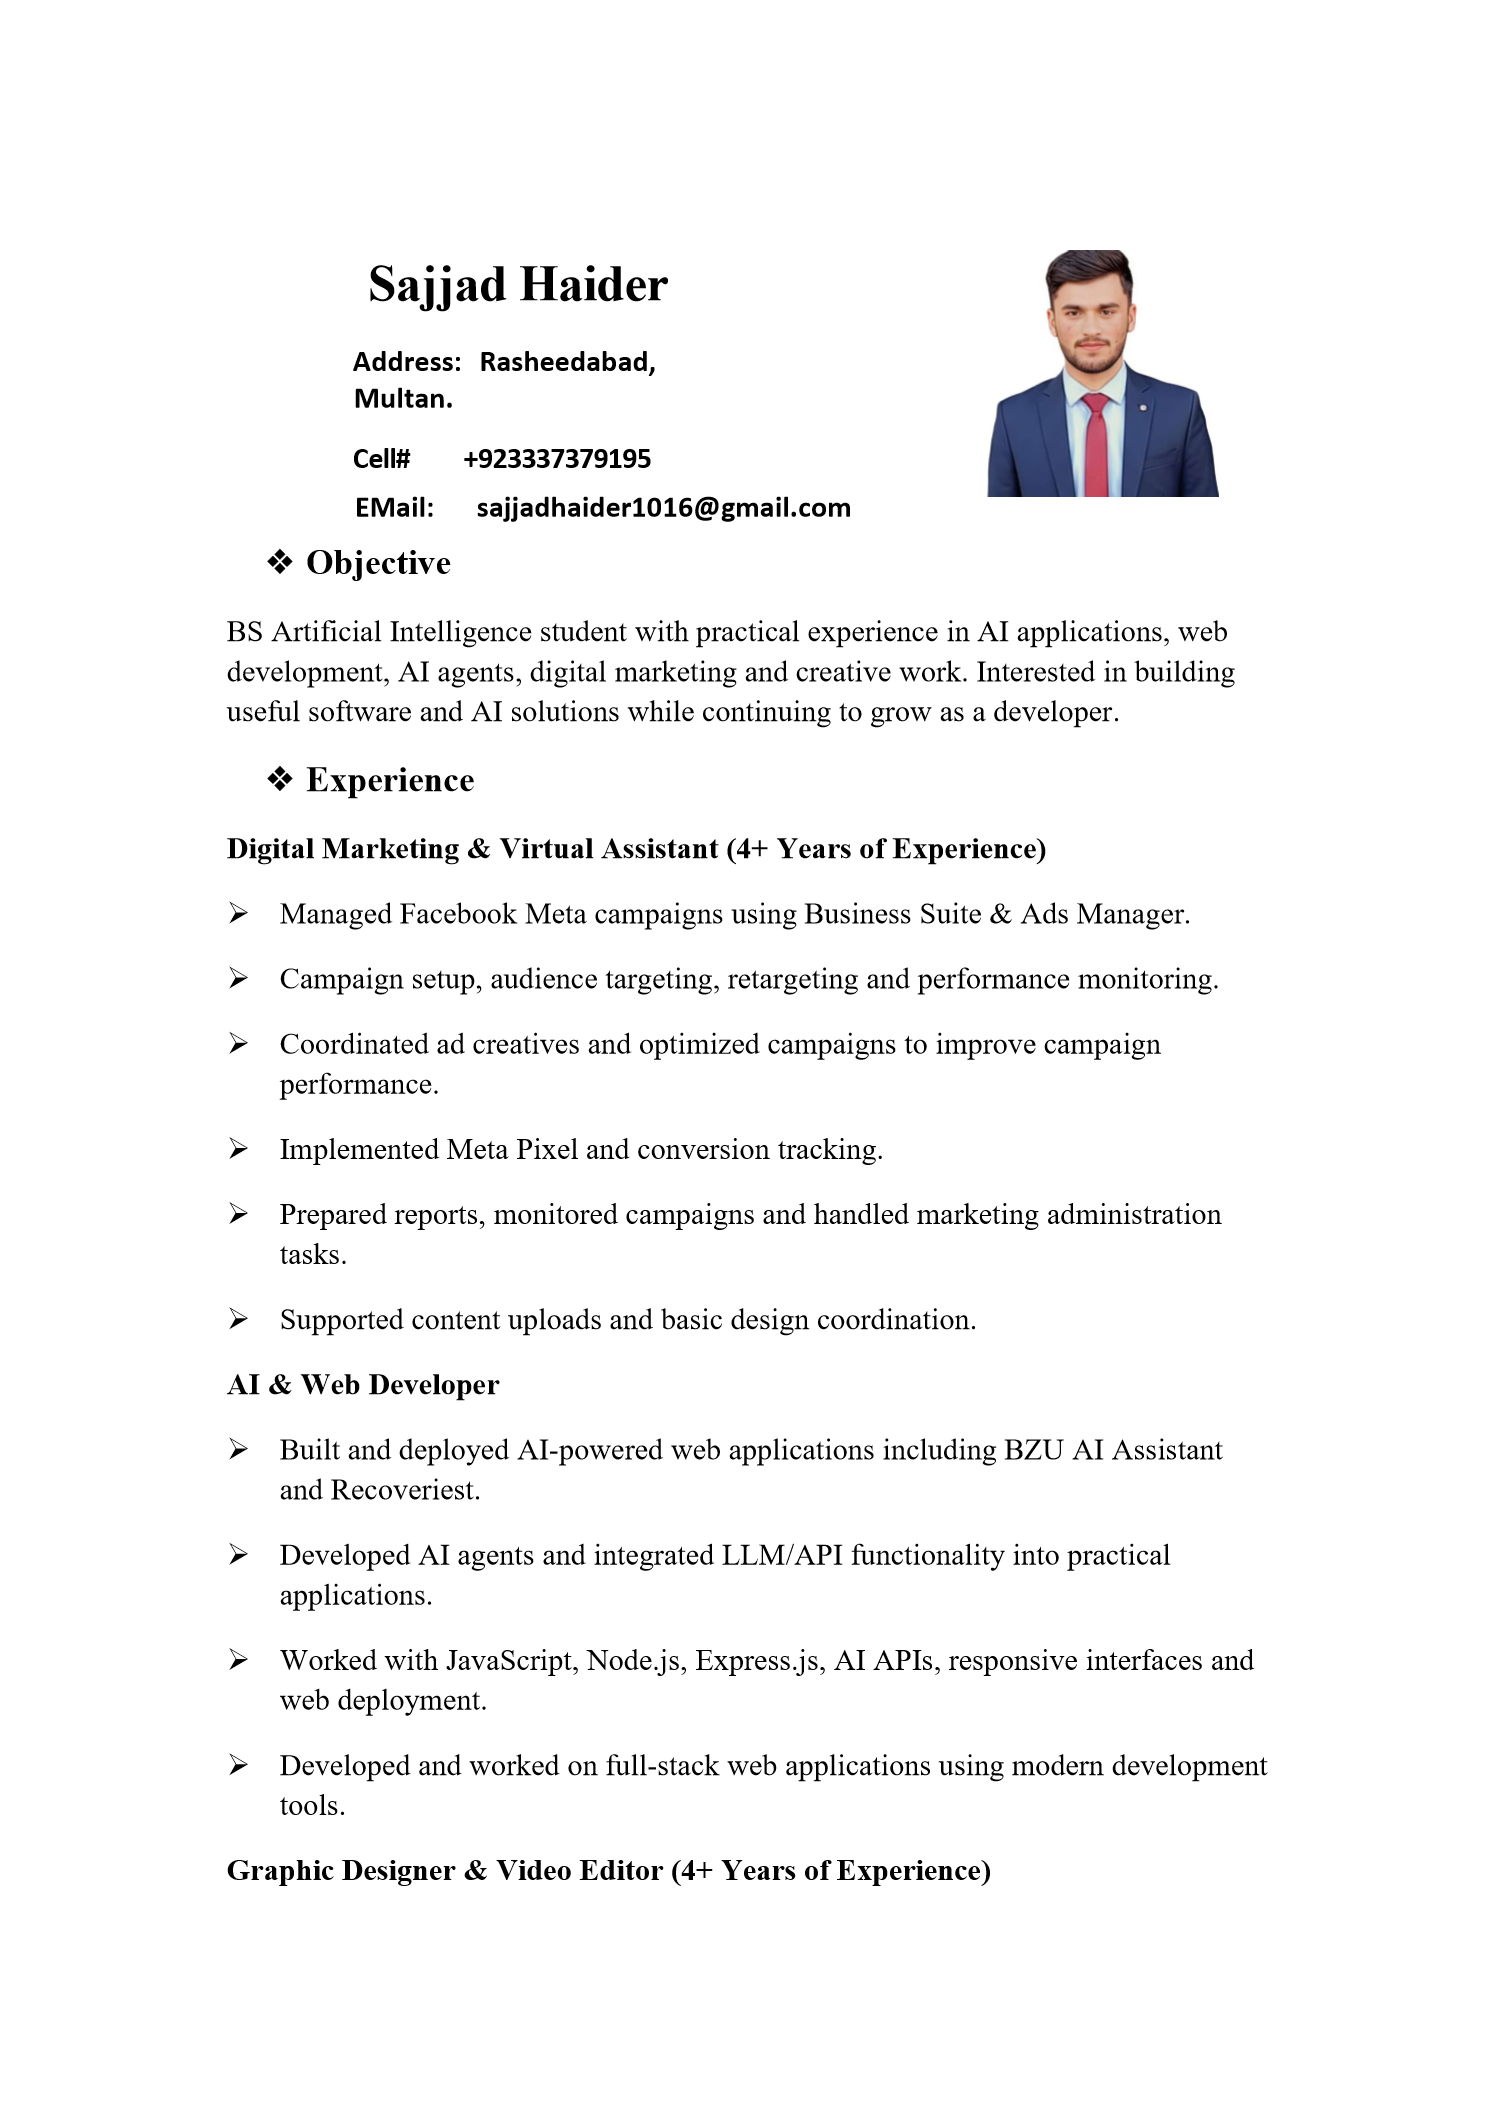 Sajjad Haider
Address: Rasheedabad,
Multan.
Cell# +923337379195
EMail: sajjadhaider1016@gmail.com
❖ Objective
BS Artificial Intelligence student with practical experience in AI applications, web
development, AI agents, digital marketing and creative work. Interested in building
useful software and AI solutions while continuing to grow as a developer.
❖ Experience
Digital Marketing & Virtual Assistant (4+ Years of Experience)
➢ Managed Facebook Meta campaigns using Business Suite & Ads Manager.
➢ Campaign setup, audience targeting, retargeting and performance monitoring.
➢ Coordinated ad creatives and optimized campaigns to improve campaign
performance.
➢ Implemented Meta Pixel and conversion tracking.
➢ Prepared reports, monitored campaigns and handled marketing administration
tasks.
➢ Supported content uploads and basic design coordination.
AI & Web Developer
➢ Built and deployed AI-powered web applications including BZU AI Assistant
and Recoveriest.
➢ Developed AI agents and integrated LLM/API functionality into practical
applications.
➢ Worked with JavaScript, Node.js, Express.js, AI APIs, responsive interfaces and
web deployment.
➢ Developed and worked on full-stack web applications using modern development
tools.
Graphic Designer & Video Editor (4+ Years of Experience)